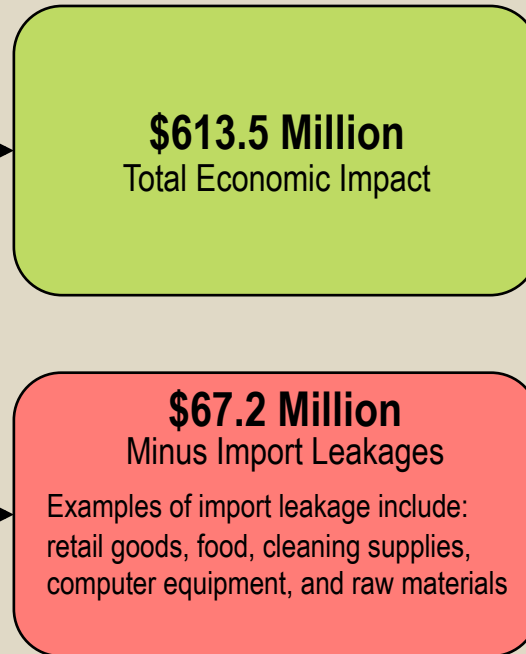 $613.5 Million
Total Economic Impact
$67.2 Million
Minus Import Leakages
Examples of import leakage include:
retail goods, food, cleaning supplies,
computer equipment, and raw materials